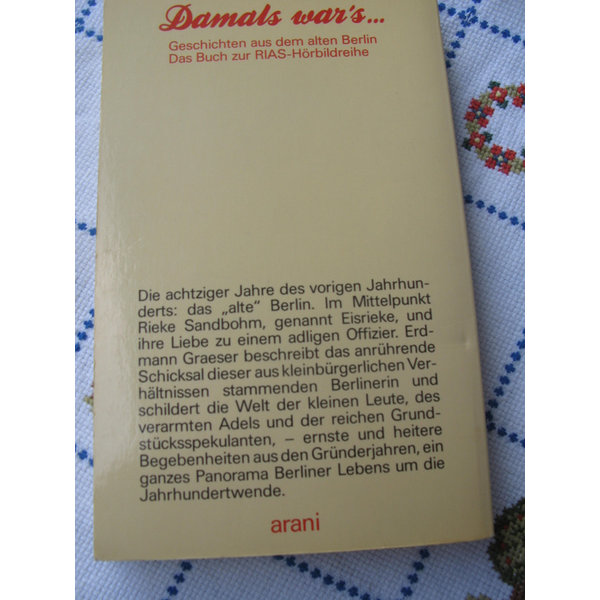 Damals war's...
Geschichten aus dem alten Berlin
Das Buch zur RIAS-Hörbildreihe
Die achtziger Jahre des vorigen Jahrhun-
derts: das „alte“ Berlin. Im Mittelpunkt
Rieke Sandbohm, genannt Eisrieke, und
ihre Liebe zu einem adligen Offizier. Erd-
mann Graeser beschreibt das anrührende
Schicksal dieser aus kleinbürgerlichen Ver-
hältnissen stammenden Berlinerin und
schildert die Welt der kleinen Leute, des
verarmten Adels und der reichen Grund-
stücksspekulanten, – ernste und heitere
Begebenheiten aus den Gründerjahren, ein
ganzes Panorama Berliner Lebens um die
Jahrhundertwende.
arani